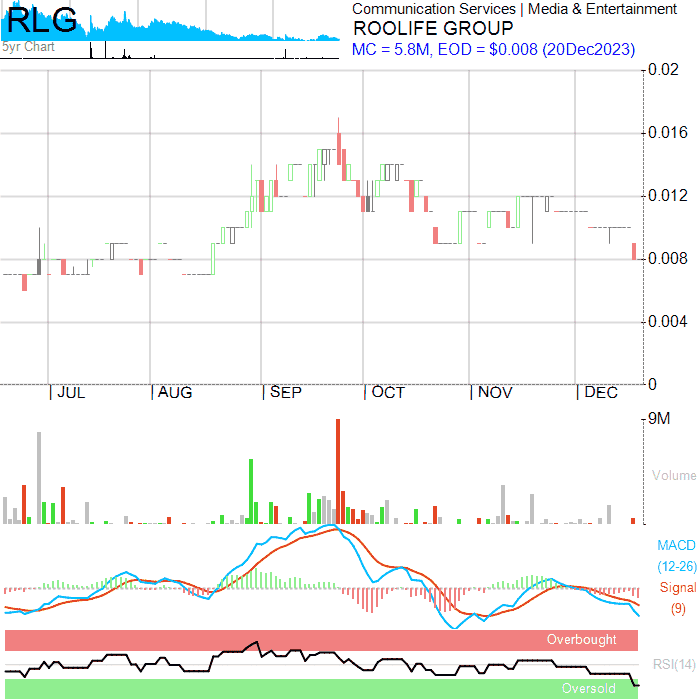 RLG
5yr Chart
Communication Services | Media & Entertainment
ROOLIFE GROUP
MC = 5.8M, EOD = $0.008 (20Dec2023)
0.02
0.016
0.012
0.008
0.004
0
JUL AUG SEP OCT NOV DEC
9M
Volume
MACD
(12-26)
Signal
(9)
Overbought
RSI(14)
Oversold